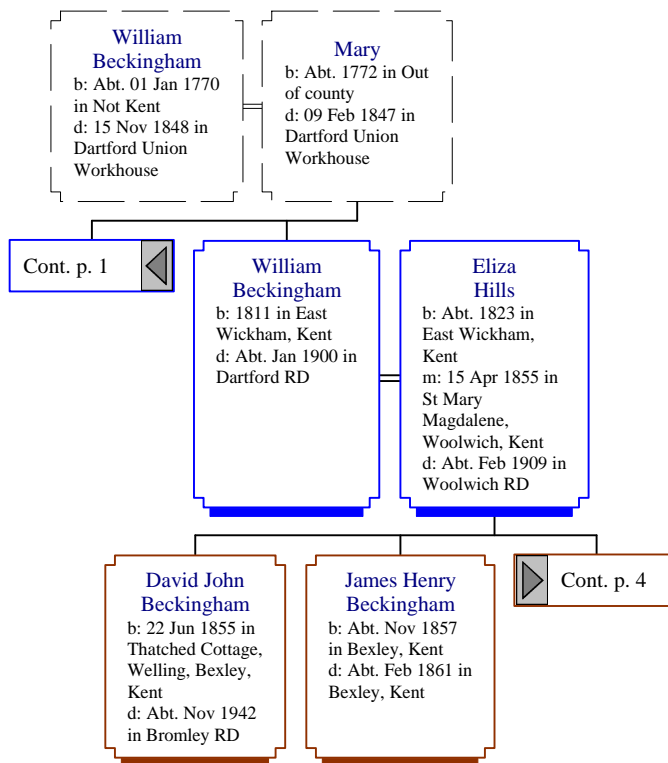 William
Beckingham
b: Abt. 01 Jan 1770
in Not Kent
d: 15 Nov 1848 in
Dartford Union
Workhouse
Mary
b: Abt. 1772 in Out
of county
d: 09 Feb 1847 in
Dartford Union
Workhouse
Cont. p. 1
William
Beckingham
b: 1811 in East
Wickham, Kent
d: Abt. Jan 1900 in
Dartford RD
Eliza
Hills
b: Abt. 1823 in
East Wickham,
Kent
m: 15 Apr 1855 in
St Mary
Magdalene,
Woolwich, Kent
d: Abt. Feb 1909 in
Woolwich RD
David John
Beckingham
b: 22 Jun 1855 in
Thatched Cottage,
Welling, Bexley,
Kent
d: Abt. Nov 1942
in Bromley RD
James Henry
Beckingham
b: Abt. Nov 1857
in Bexley, Kent
d: Abt. Feb 1861 in
Bexley, Kent
Cont. p. 4